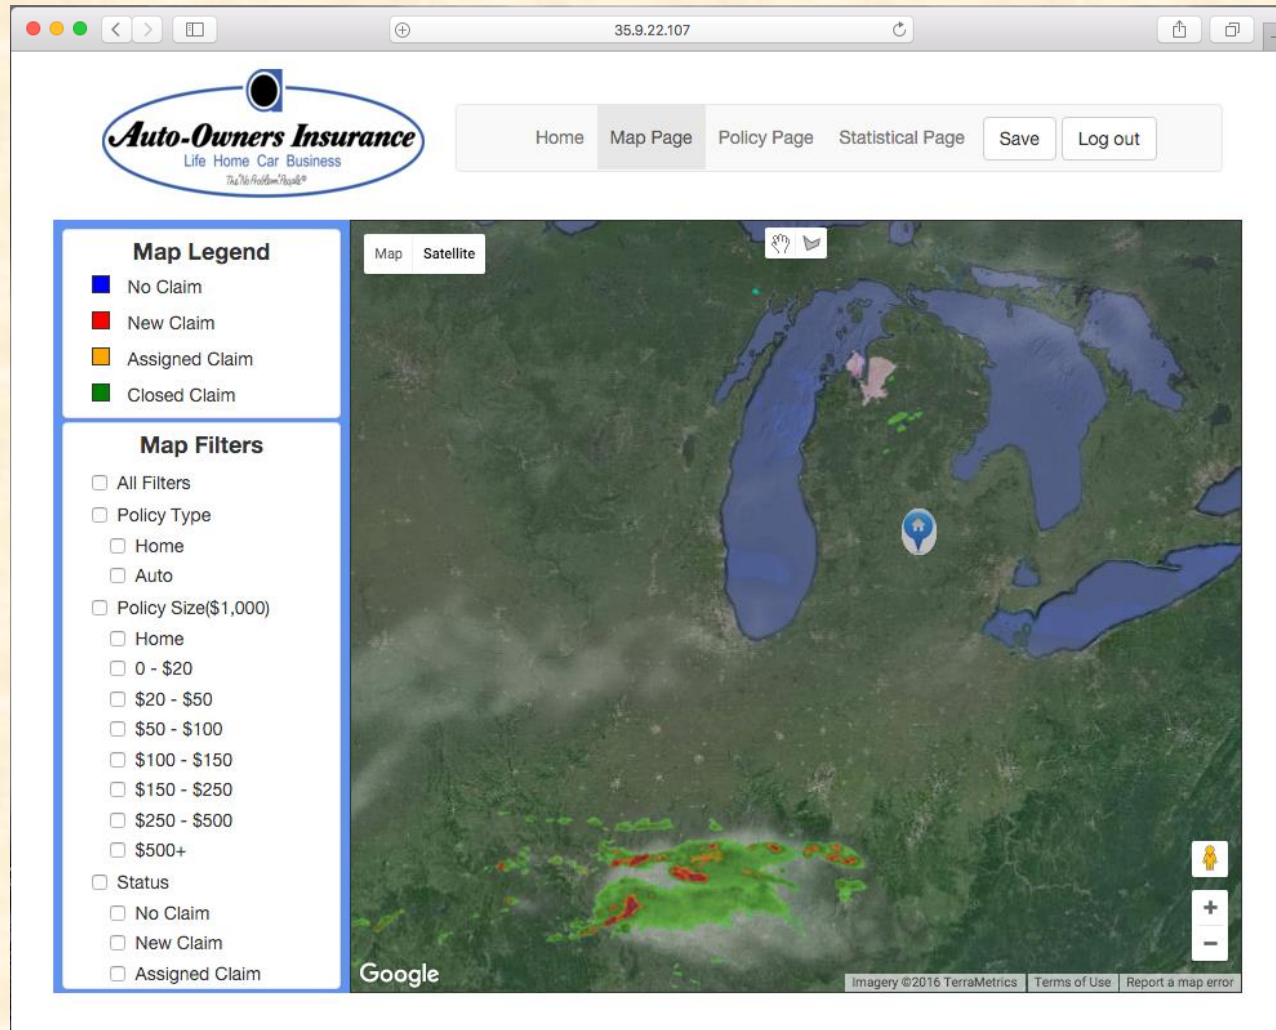 35.9.22.107
Auto-Owners Insurance
Life Home Car Business
The "No Problem" People®
Home Map Page Policy Page Statistical Page Save Log out
Map Legend
No Claim
New Claim
Assigned Claim
Closed Claim
Map Filters
All Filters
Policy Type
Home
Auto
Policy Size($1,000)
Home
0 - $20
$20 - $50
$50 - $100
$100 - $150
$150 - $250
$250 - $500
$500+
Status
No Claim
New Claim
Assigned Claim
Map Satellite
Google
Imagery ©2016 TerraMetrics Terms of Use Report a map error